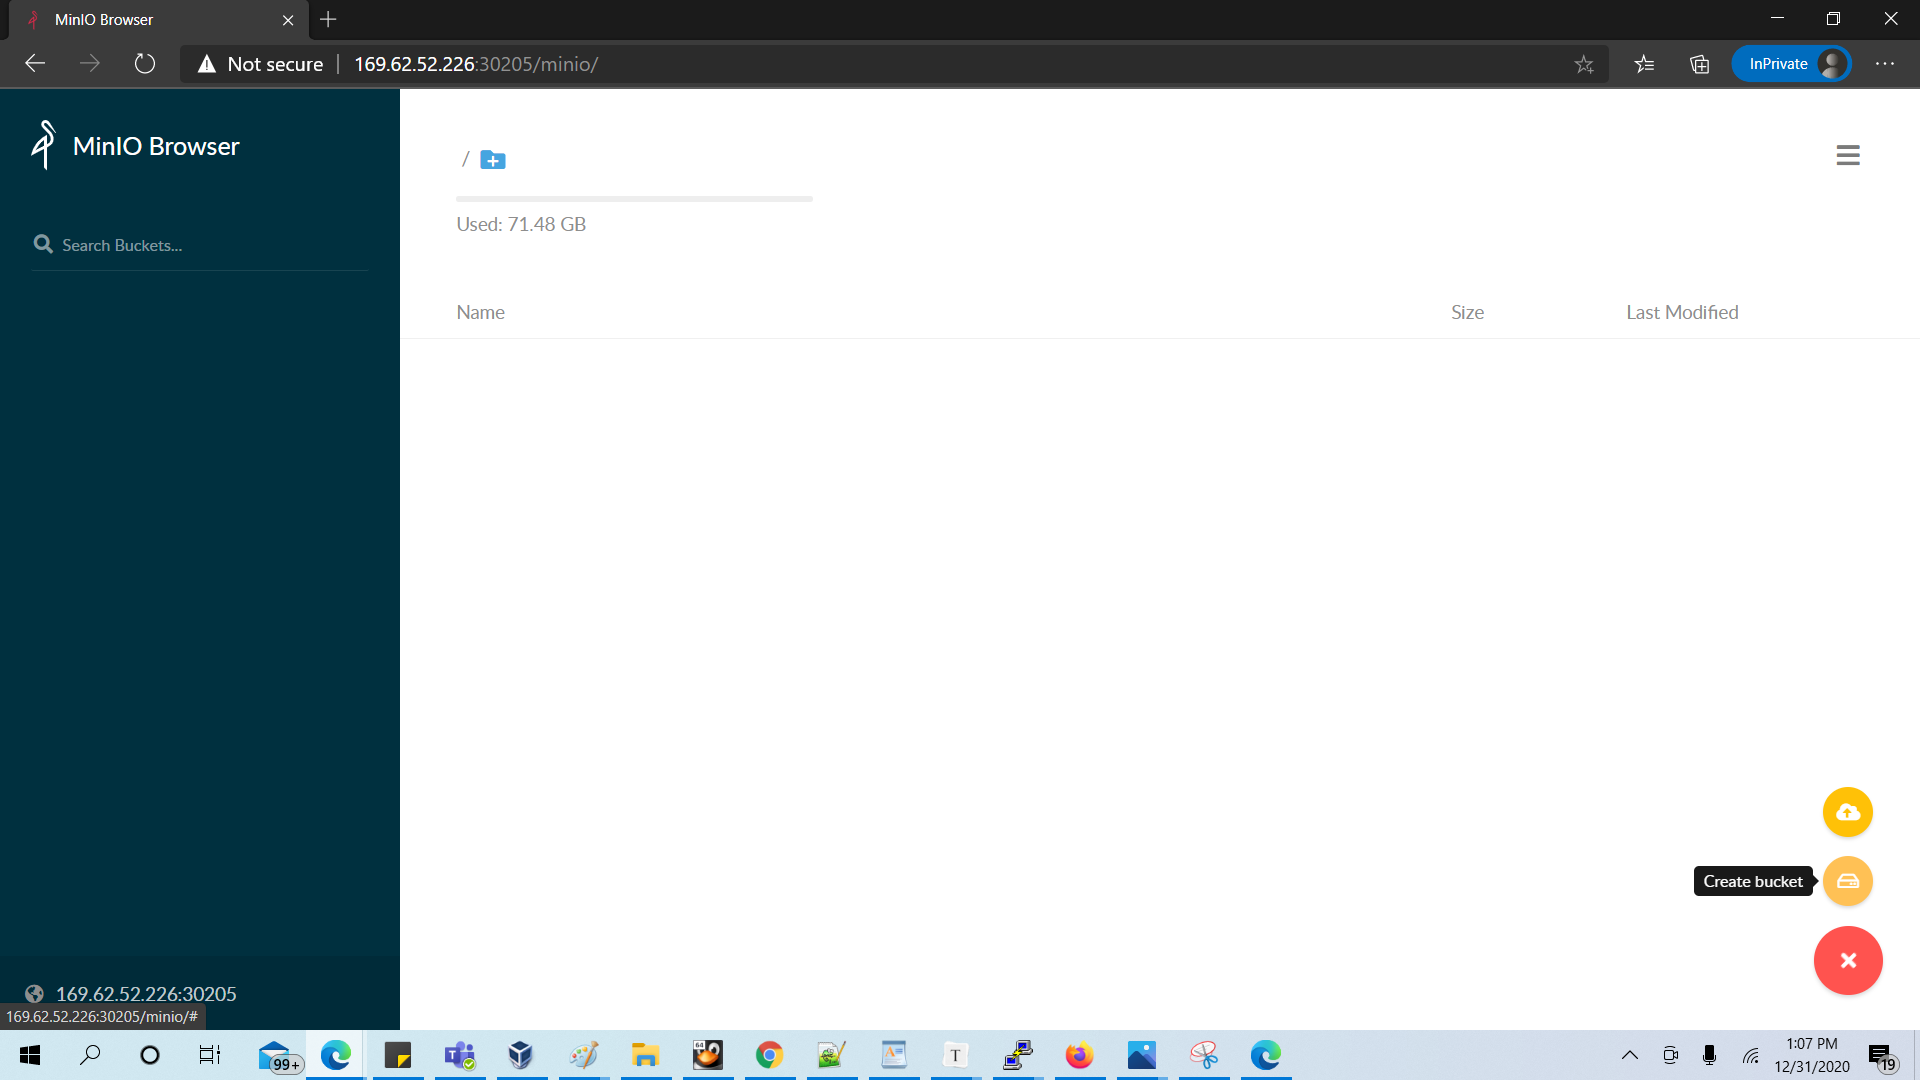 MinIO Browser
Not secure | 169.62.52.226:30205/minio/
InPrivate
MinIO Browser
/
Used: 71.48 GB
Search Buckets...
Name Size Last Modified
Create bucket
169.62.52.226:30205
169.62.52.226:30205/minio/#
99+
64
T
1:07 PM
12/31/2020
19